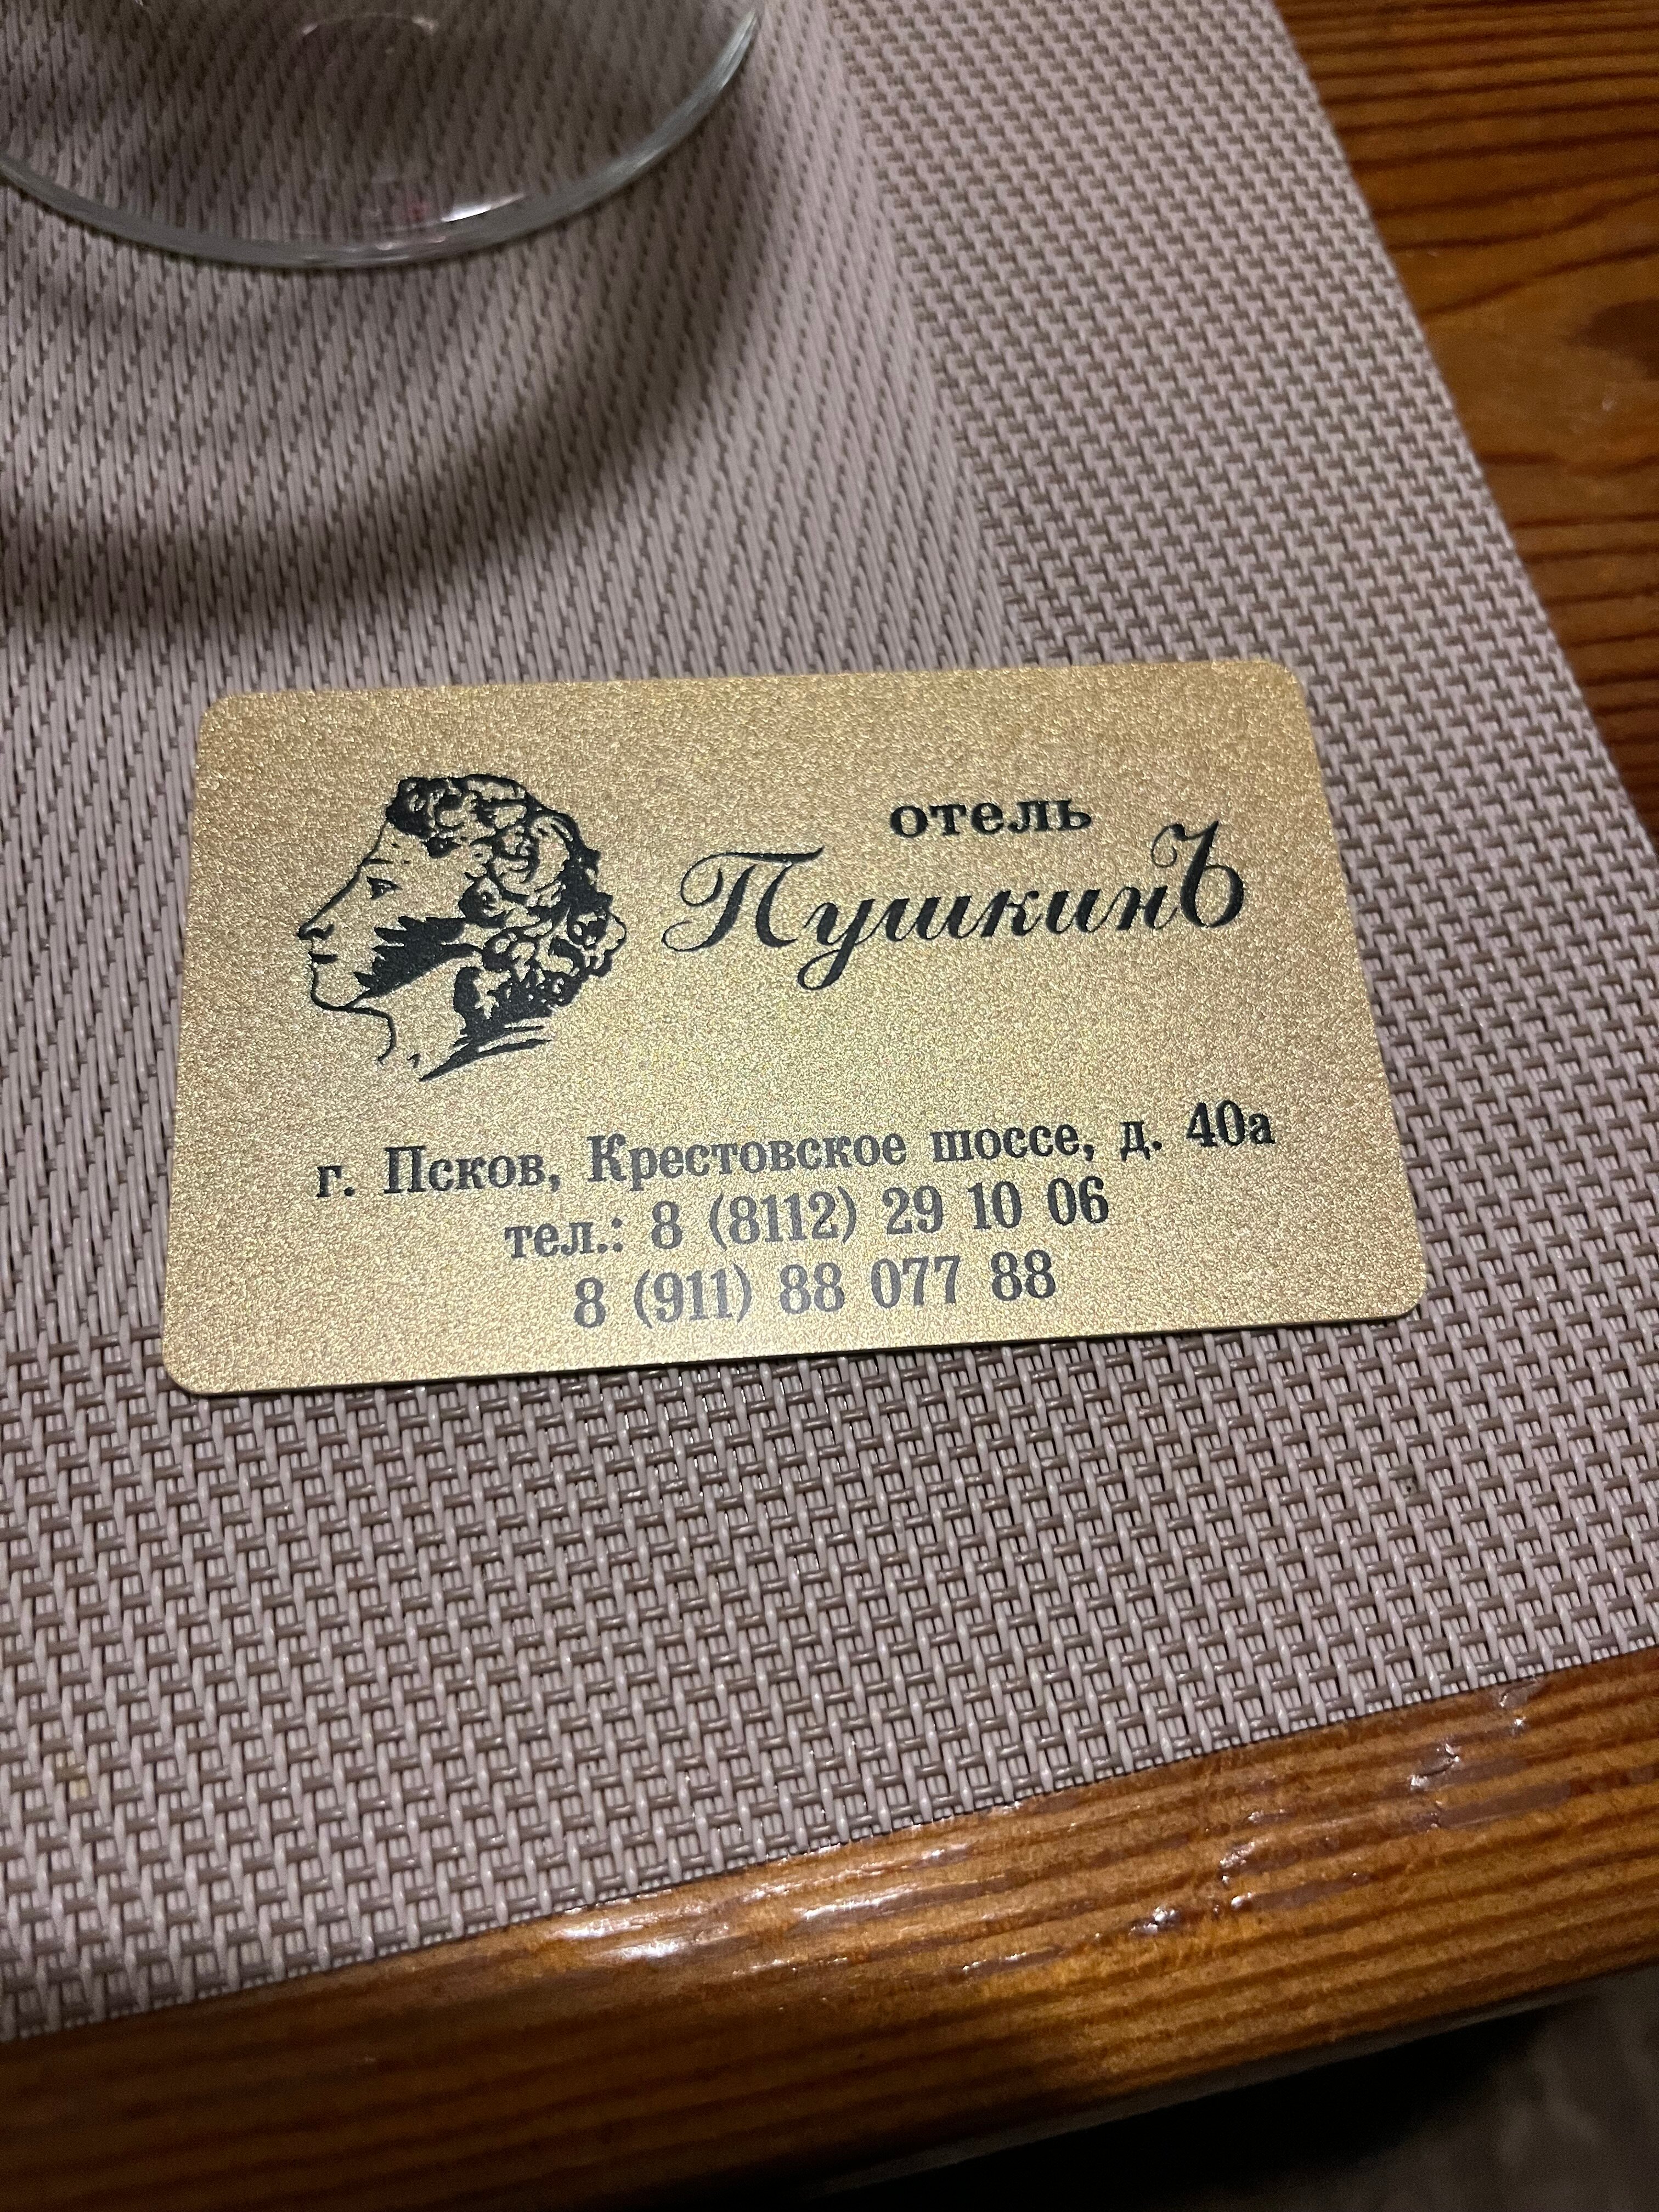 отель
ПушкинЪ
г. Псков, Крестовское шоссе, д. 40а
тел.: 8 (8112) 29 10 06
8 (911) 88 077 88